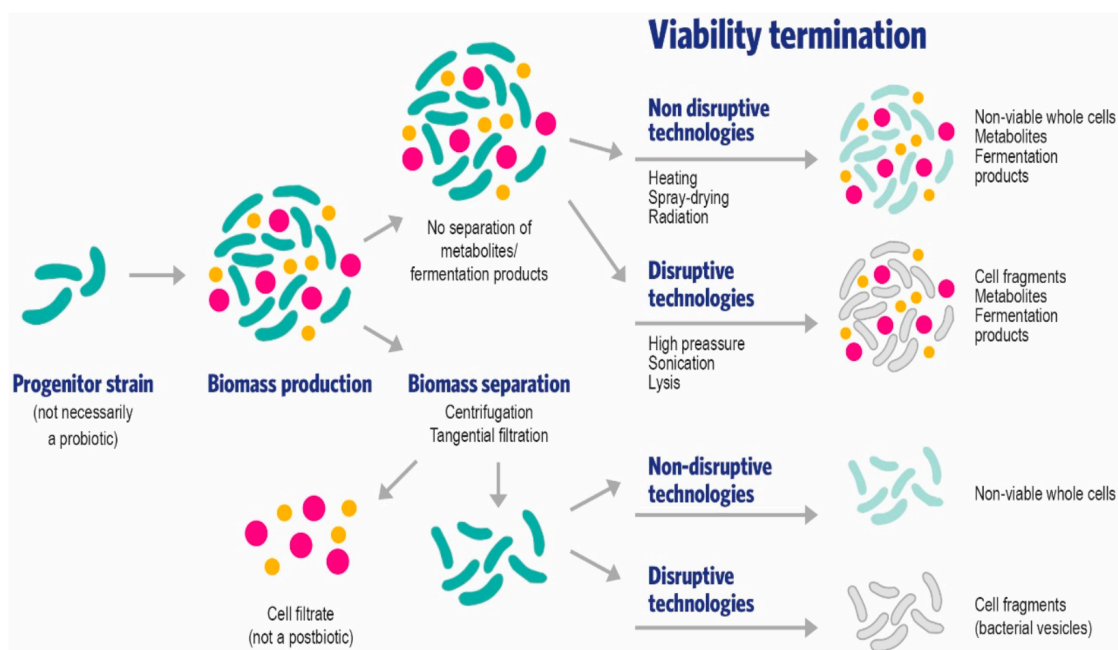 Viability termination
Non disruptive
technologies
Heating
Spray-drying
Radiation
Non-viable whole cells
Metabolites
Fermentation
products
No separation of
metabolites/
fermentation products
Disruptive
technologies
High preassure
Sonication
Lysis
Cell fragments
Metabolites
Fermentation
products
Progenitor strain
(not necessarily
a probiotic)
Biomass production
Biomass separation
Centrifugation
Tangential filtration
Cell filtrate
(not a postbiotic)
Non-disruptive
technologies
Non-viable whole cells
Disruptive
technologies
Cell fragments
(bacterial vesicles)